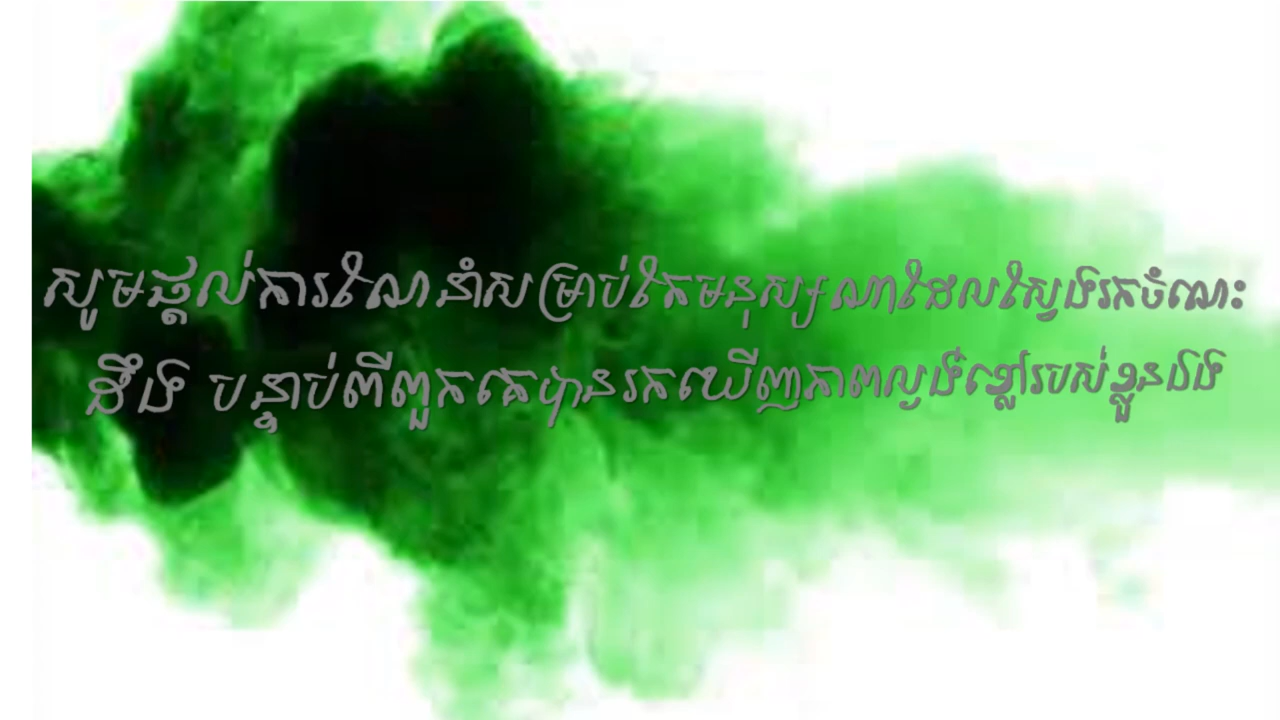 សូមផ្តល់ការណែនាំសម្រាប់តែមនុស្សណាដែលស្វែងរកចំណេះ
ដឹង បន្ទាប់ពីពួកគេបានរកឃើញភាពល្ងង់ខ្លៅរបស់ខ្លួនឯង